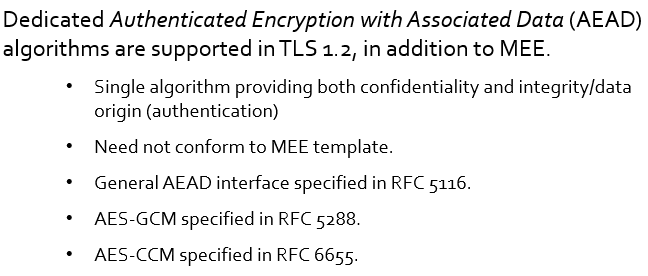 Dedicated Authenticated Encryption with Associated Data (AEAD)
algorithms are supported in TLS 1.2, in addition to MEE.
• Single algorithm providing both confidentiality and integrity/data
origin (authentication)
• Need not conform to MEE template.
• General AEAD interface specified in RFC 5116.
• AES-GCM specified in RFC 5288.
• AES-CCM specified in RFC 6655.